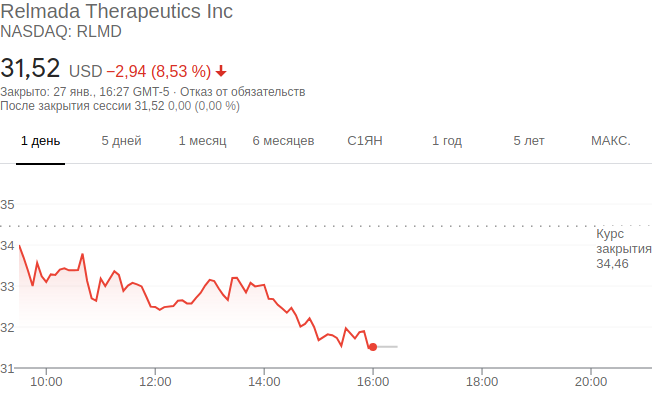 Relmada Therapeutics Inc
NASDAQ: RLMD
31,52 USD −2,94 (8,53 %)
Закрыто: 27 янв., 16:27 GMT-5 · Отказ от обязательств
После закрытия сессии 31,52 0,00 (0,00 %)
1 день 5 дней 1 месяц 6 месяцев С1ЯН 1 год 5 лет МАКС.
35
34
33
32
31
Курс
закрытия
34,46
10:00 12:00 14:00 16:00 18:00 20:00